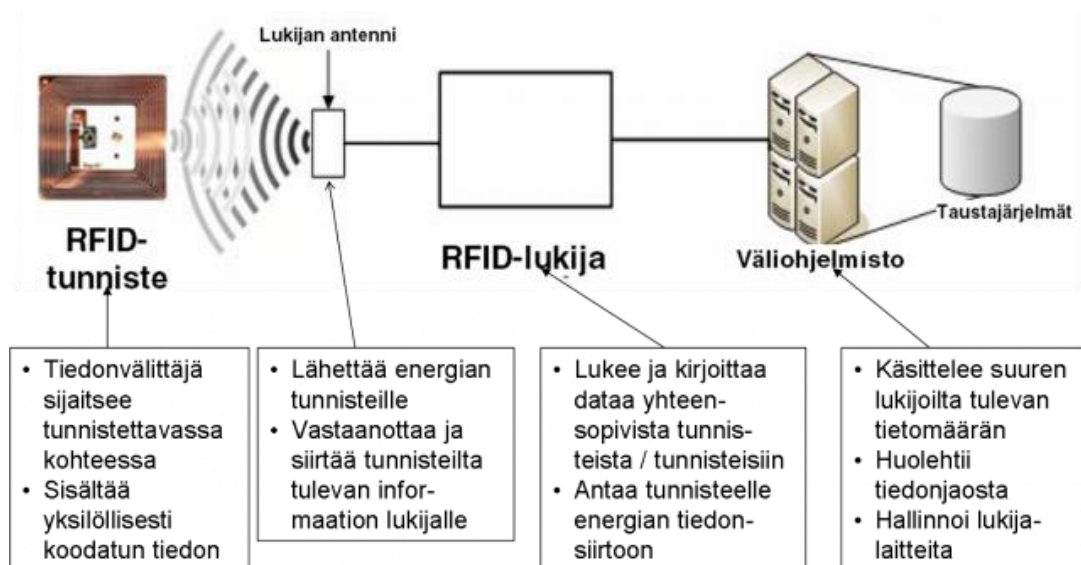 Lukijan antenni
RFID-
tunniste
RFID-lukija
Väliohjelmisto
Taustajärjelmät
• Tiedonvälittäjä
sijaitsee
tunnistettavassa
kohteessa
• Sisältää
yksilöllisesti
koodatun tiedon
• Lähettää energian
tunnisteille
• Vastaanottaa ja
siirtää tunnisteilta
tulevan infor-
maation lukijalle
• Lukee ja kirjoittaa
dataa yhteen-
sopivista tunnis-
teista / tunnisteisiin
• Antaa tunnisteelle
energian tiedon-
siirtoon
• Käsittelee suuren
lukijoilta tulevan
tietomäärän
• Huolehtii
tiedonjaosta
• Hallinnoi lukija-
laitteita